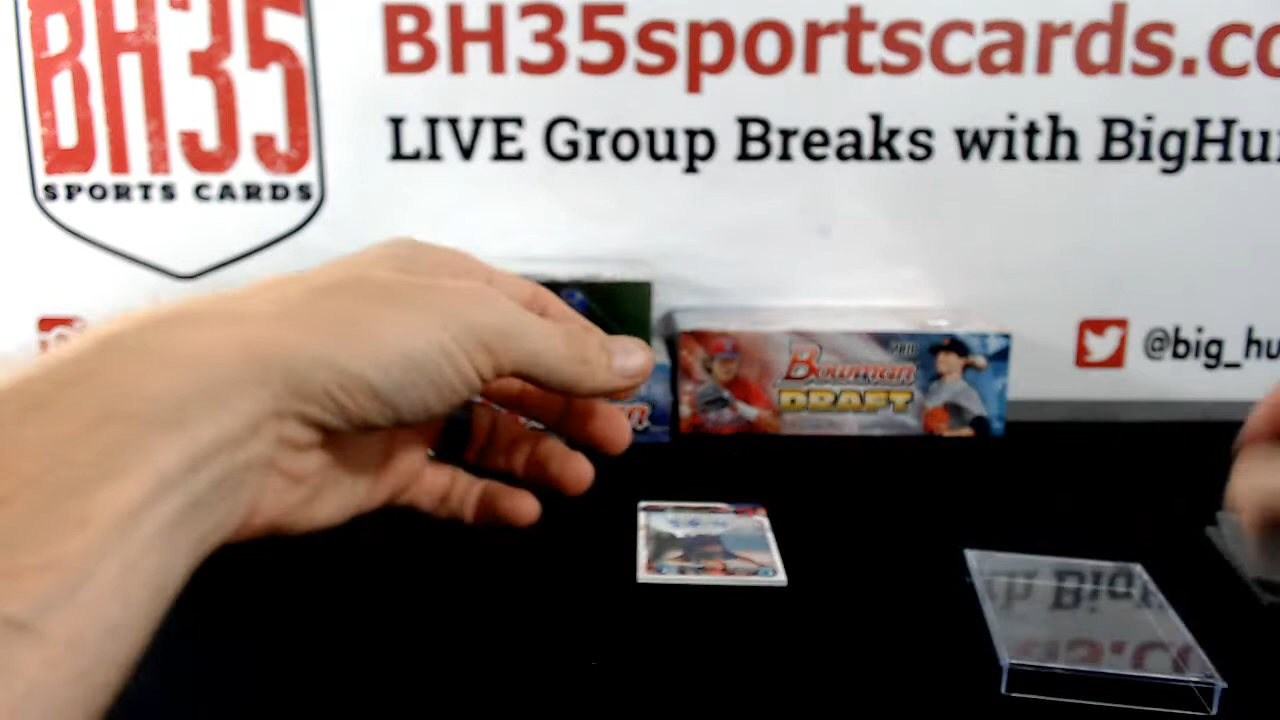 BH35
SPORTS CARDS
BH35sportscards.co
LIVE Group Breaks with BigHu
@big_hu
Bowman
DRAFT